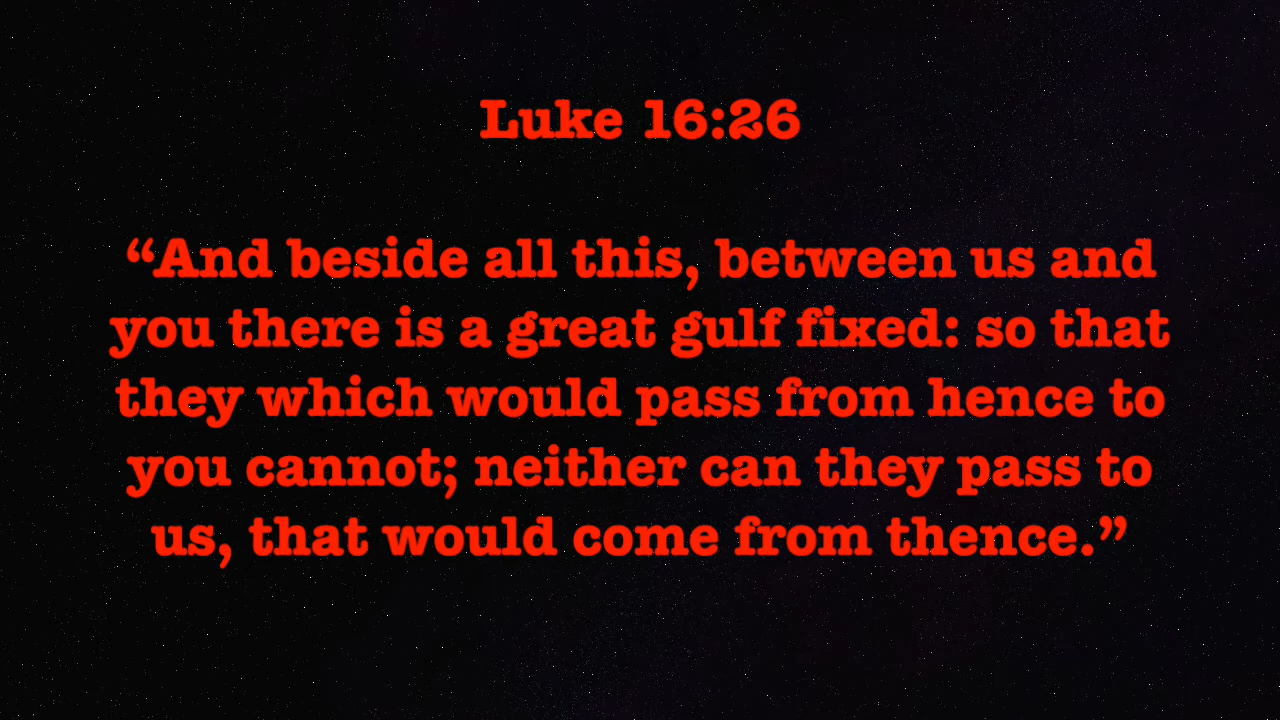 Luke 16:26
“And beside all this, between us and
you there is a great gulf fixed: so that
they which would pass from hence to
you cannot; neither can they pass to
us, that would come from thence.”